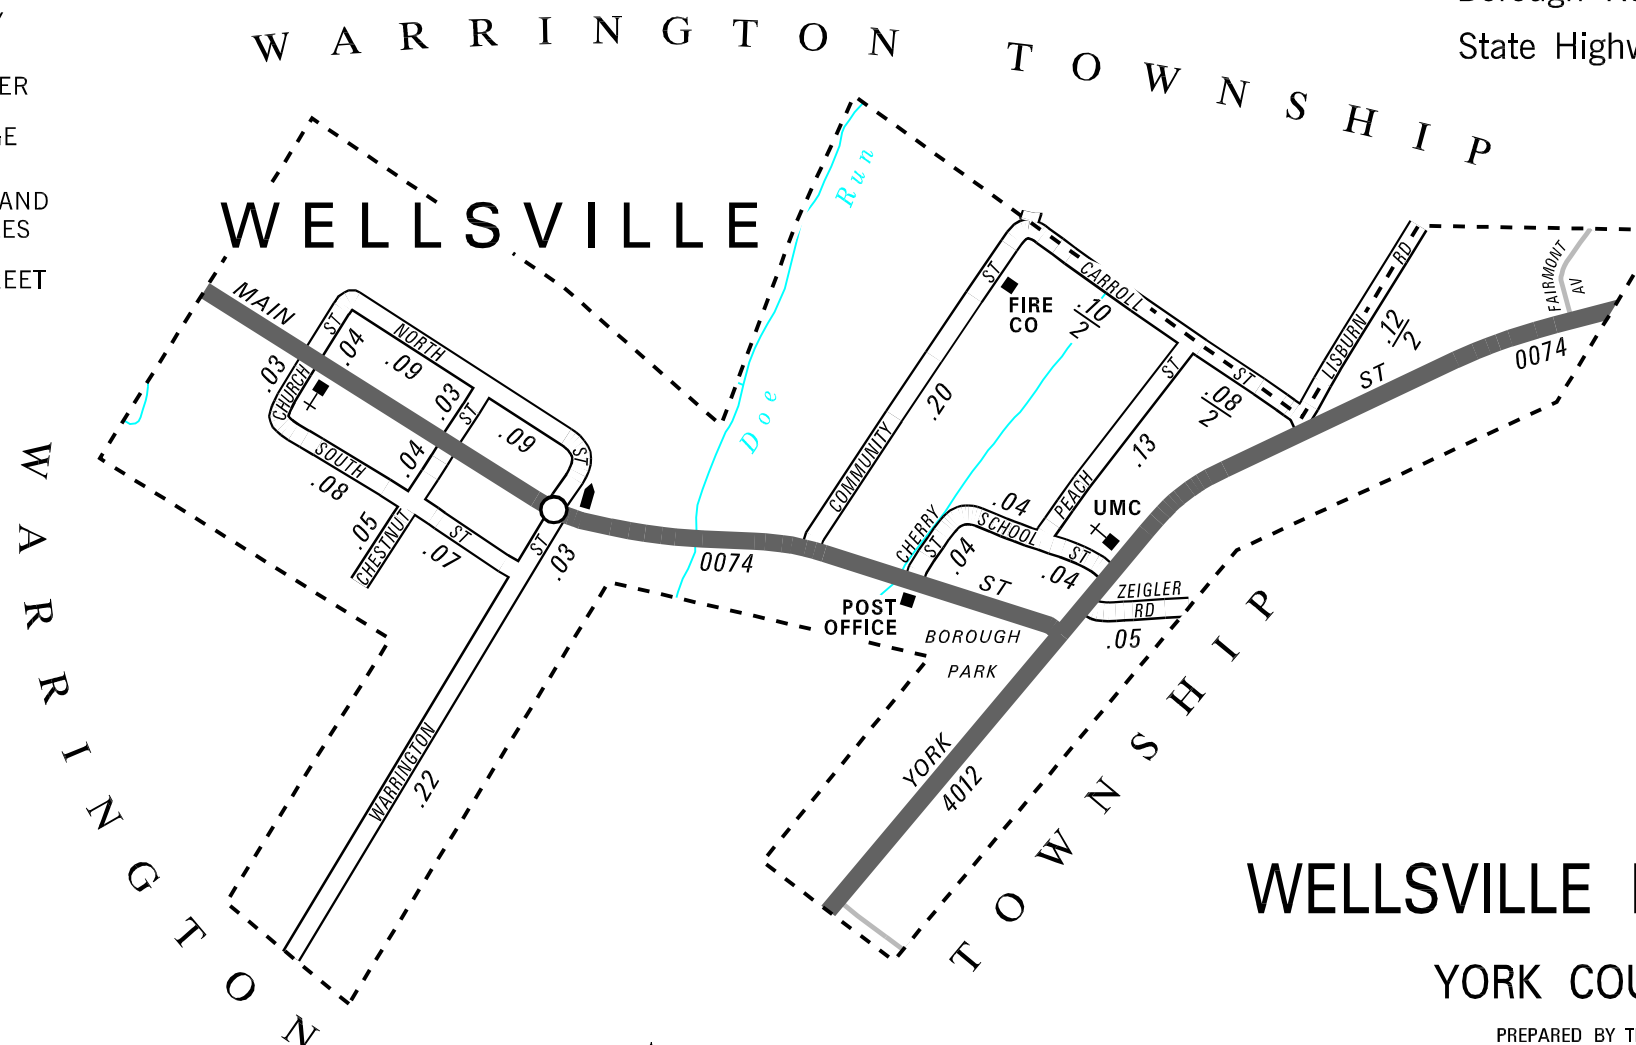 WARRINGTON TOWNSHIP
State
ER
AND
ES
REET
WELLSVILLE
Doe Run
MAIN
ST
NORTH
ST
CHURCH
ST
SOUTH
ST
CHESTNUT
ST
WARRINGTON
ST
.03
.04
.09
.03
.09
.04
.08
.05
.07
.03
.22
0074
COMMUNITY
ST
.20
FIRE
CO
CARROLL
ST
.10
2
.08
2
LISBURN
RD
.12
2
FAIRMONT
AV
ST
0074
PEACH
ST
.13
CHERRY
ST
.04
SCHOOL
ST
.04
.04
UMC
ST
ZEIGLER
RD
.05
POST
OFFICE
BOROUGH
PARK
YORK
4012
WARRINGTON
TOWNSHIP
WELLSVILLE
YORK
PREPARED BY